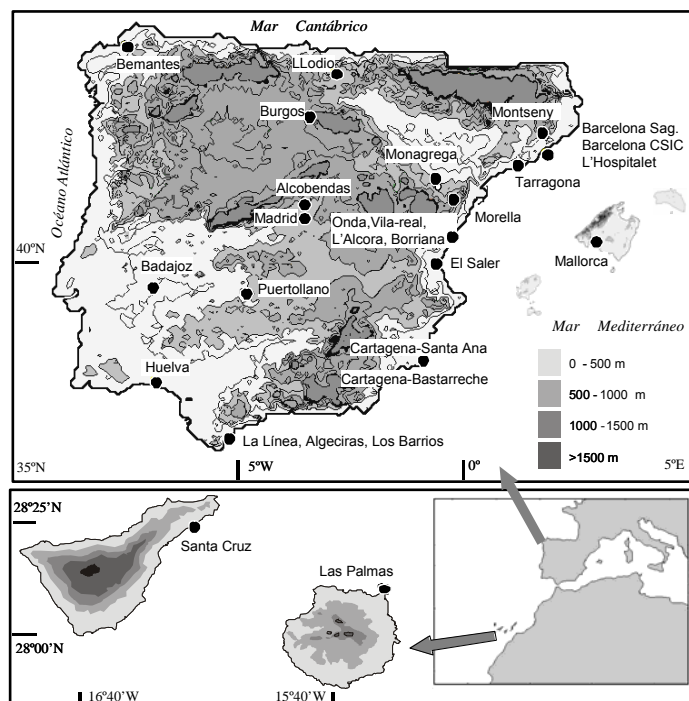 Mar Cantábrico
Bemantes
LLodio
Burgos
Montseny
Barcelona Sag.
Barcelona CSIC
L'Hospitalet
Monagrega
Tarragona
Océano Atlántico
Alcobendas
Madrid
Morella
Onda,Vila-real,
L'Alcora, Borriana
Mallorca
40ºN
El Saler
Badajoz
Puertollano
Mar Mediterráneo
0 - 500 m
500 - 1000 m
1000 - 1500 m
>1500 m
Huelva
Cartagena-Santa Ana
Cartagena-Bastarreche
La Línea, Algeciras, Los Barrios
35ºN
5ºW
0º
5ºE
28º25'N
Santa Cruz
Las Palmas
28º00'N
16º40'W
15º40'W